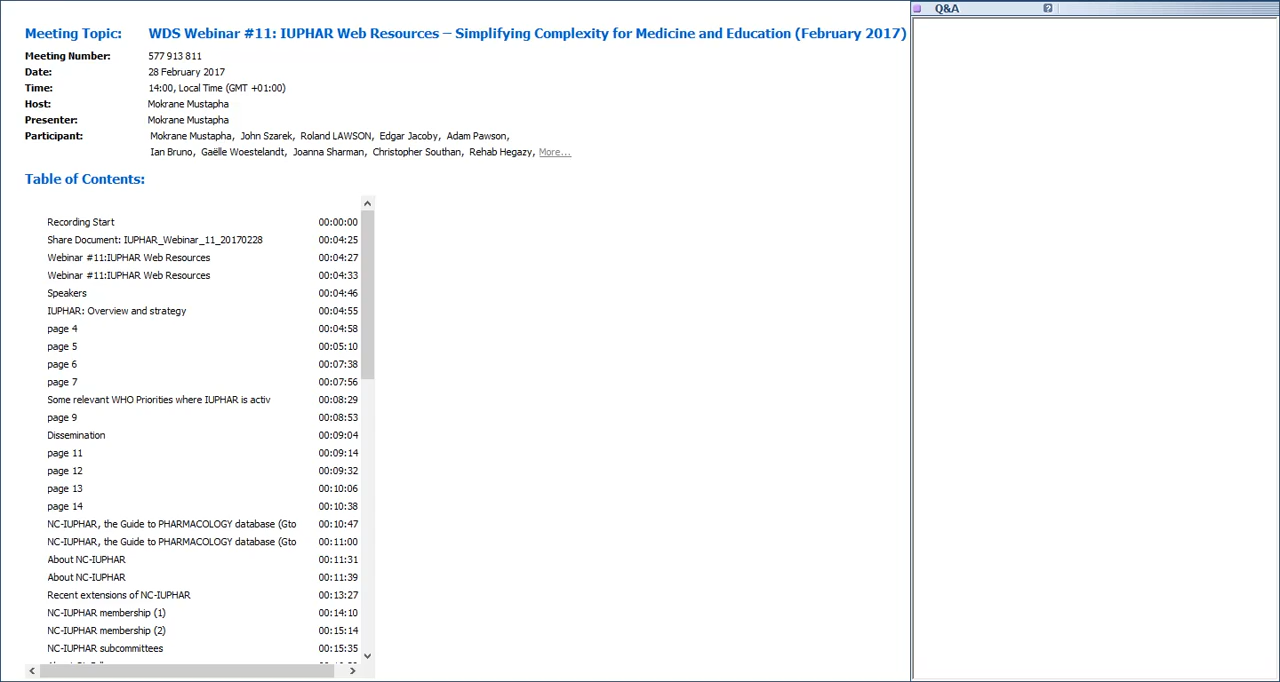 Q&A
Meeting Topic: WDS Webinar #11: IUPHAR Web Resources – Simplifying Complexity for Medicine and Education (February 2017)
Meeting Number: 577 913 811
Date: 28 February 2017
Time: 14:00, Local Time (GMT +01:00)
Host: Mokrane Mustapha
Presenter: Mokrane Mustapha
Participant: Mokrane Mustapha, John Szarek, Roland LAWSON, Edgar Jacoby, Adam Pawson,
Ian Bruno, Gaëlle Woestelandt, Joanna Sharman, Christopher Southan, Rehab Hegazy, More...
Table of Contents:
Recording Start 00:00:00
Share Document: IUPHAR_Webinar_11_20170228 00:04:25
Webinar #11:IUPHAR Web Resources 00:04:27
Webinar #11:IUPHAR Web Resources 00:04:33
Speakers 00:04:46
IUPHAR: Overview and strategy 00:04:55
page 4 00:04:58
page 5 00:05:10
page 6 00:07:38
page 7 00:07:56
Some relevant WHO Priorities where IUPHAR is activ 00:08:29
page 9 00:08:53
Dissemination 00:09:04
page 11 00:09:14
page 12 00:09:32
page 13 00:10:06
page 14 00:10:38
NC-IUPHAR, the Guide to PHARMACOLOGY database (Gto 00:10:47
NC-IUPHAR, the Guide to PHARMACOLOGY database (Gto 00:11:00
About NC-IUPHAR 00:11:31
About NC-IUPHAR 00:11:39
Recent extensions of NC-IUPHAR 00:13:27
NC-IUPHAR membership (1) 00:14:10
NC-IUPHAR membership (2) 00:15:14
NC-IUPHAR subcommittees 00:15:35